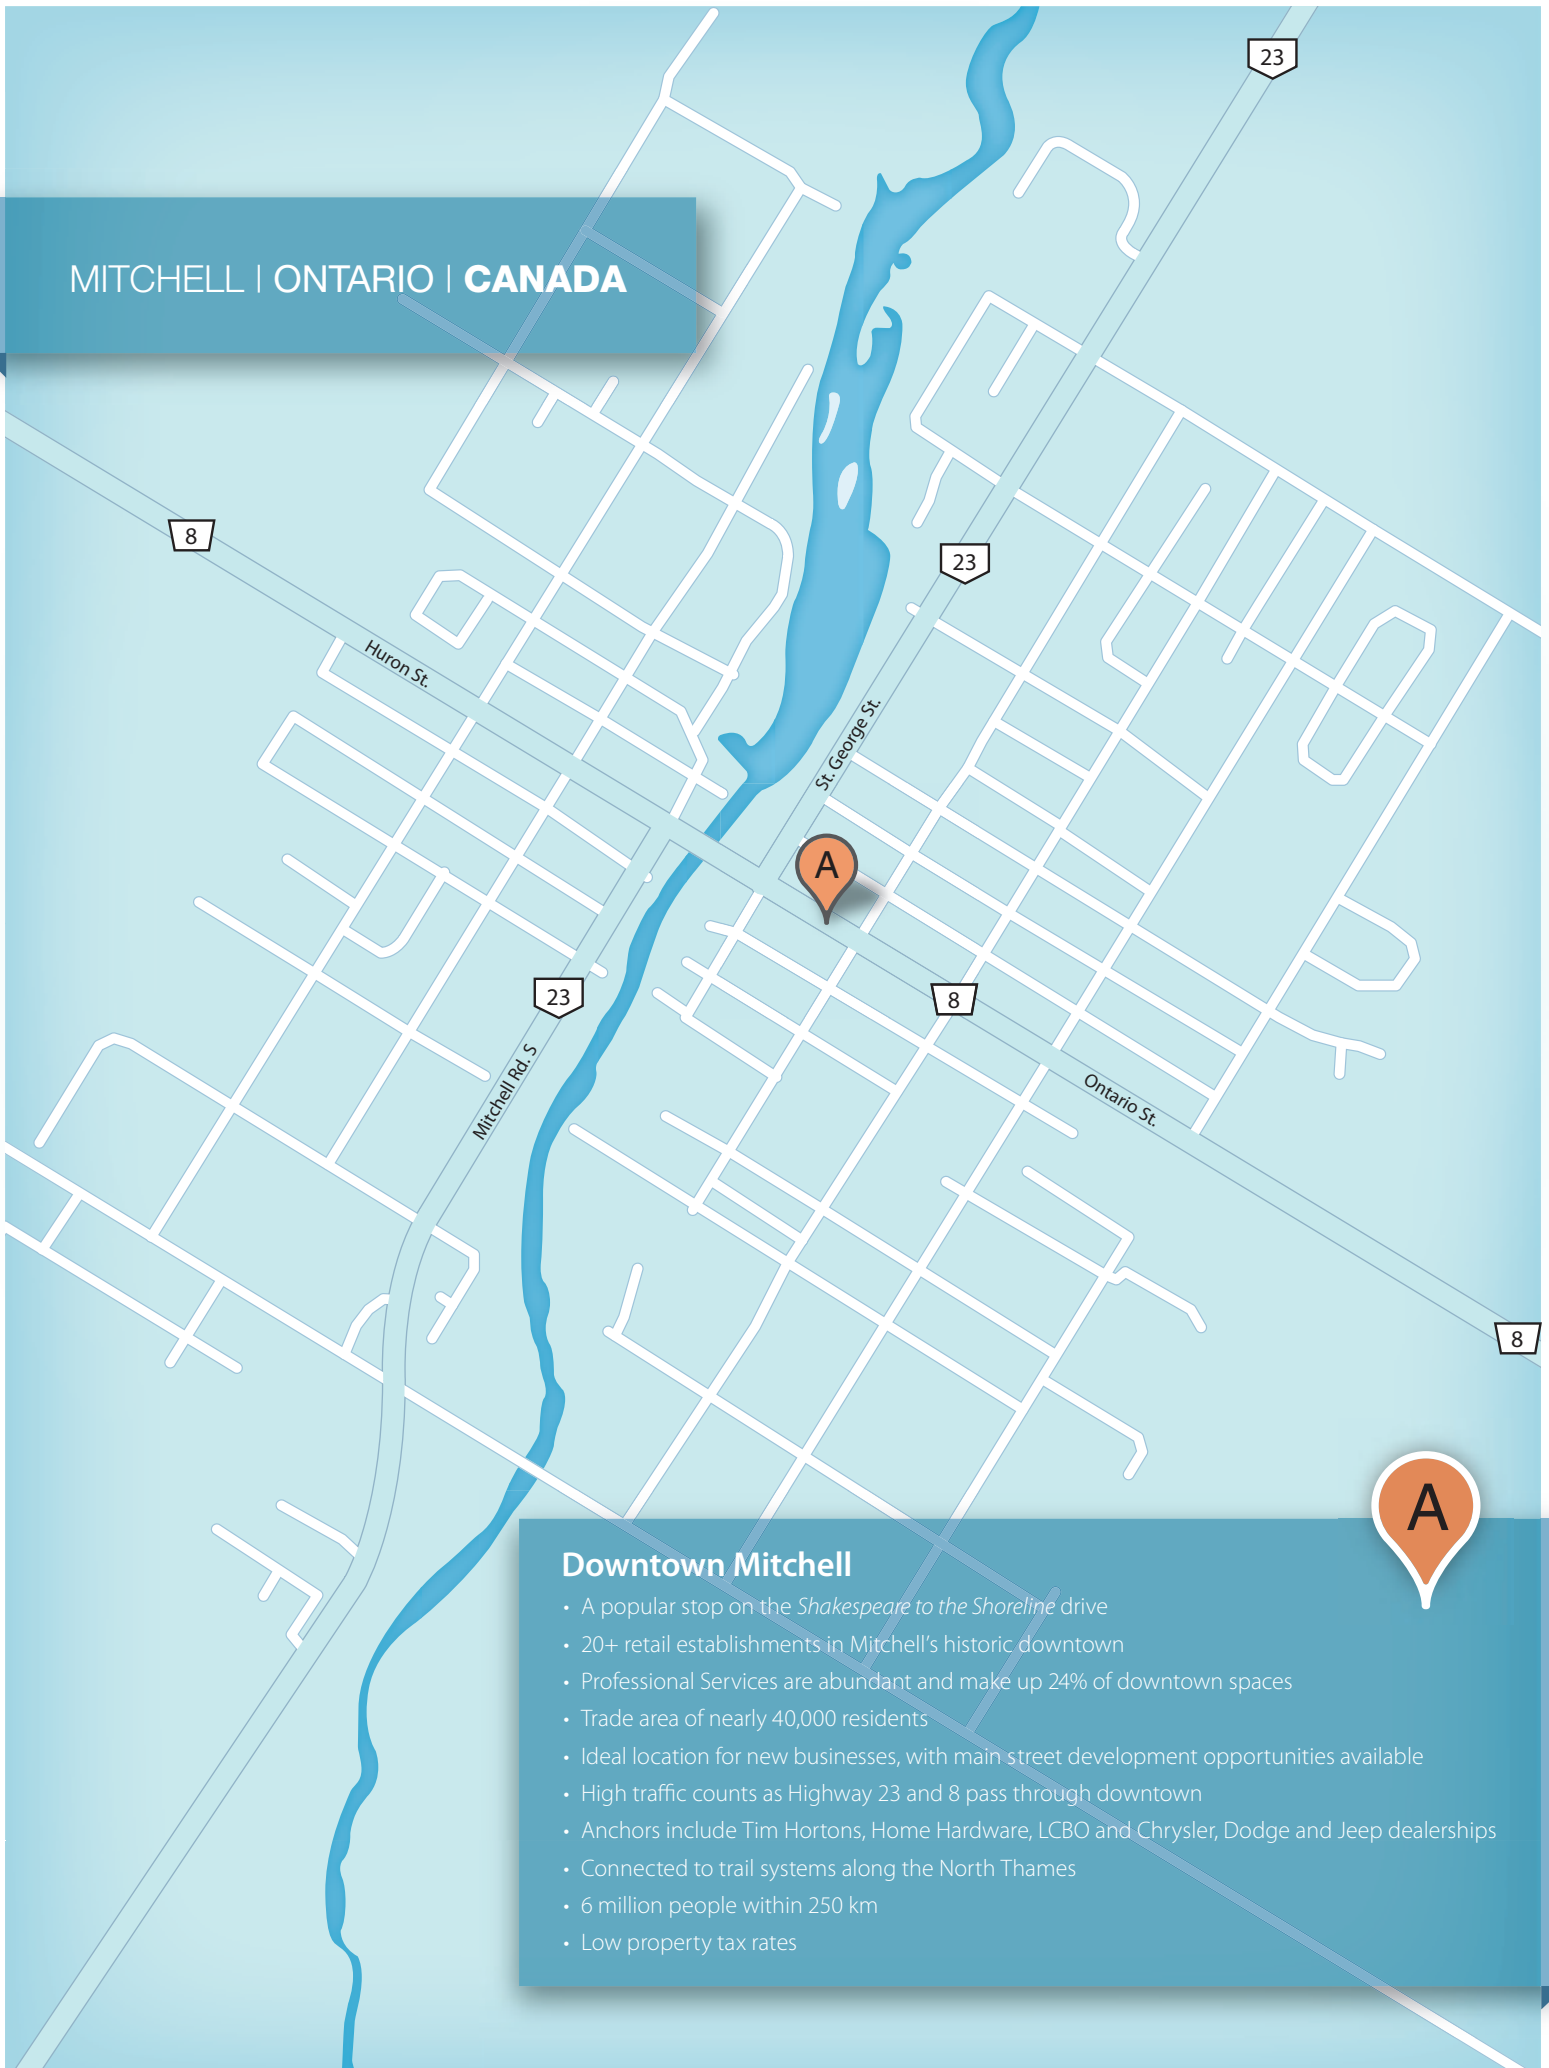 23
MITCHELL | ONTARIO | CANADA
8
23
Huron St.
St. George St.
A
23
8
Mitchell Rd. S
Ontario St.
8
A
Downtown Mitchell
• A popular stop on the Shakespeare to the Shoreline drive
• 20+ retail establishments in Mitchell’s historic downtown
• Professional Services are abundant and make up 24% of downtown spaces
• Trade area of nearly 40,000 residents
• Ideal location for new businesses, with main street development opportunities available
• High traffic counts as Highway 23 and 8 pass through downtown
• Anchors include Tim Hortons, Home Hardware, LCBO and Chrysler, Dodge and Jeep dealerships
• Connected to trail systems along the North Thames
• 6 million people within 250 km
• Low property tax rates